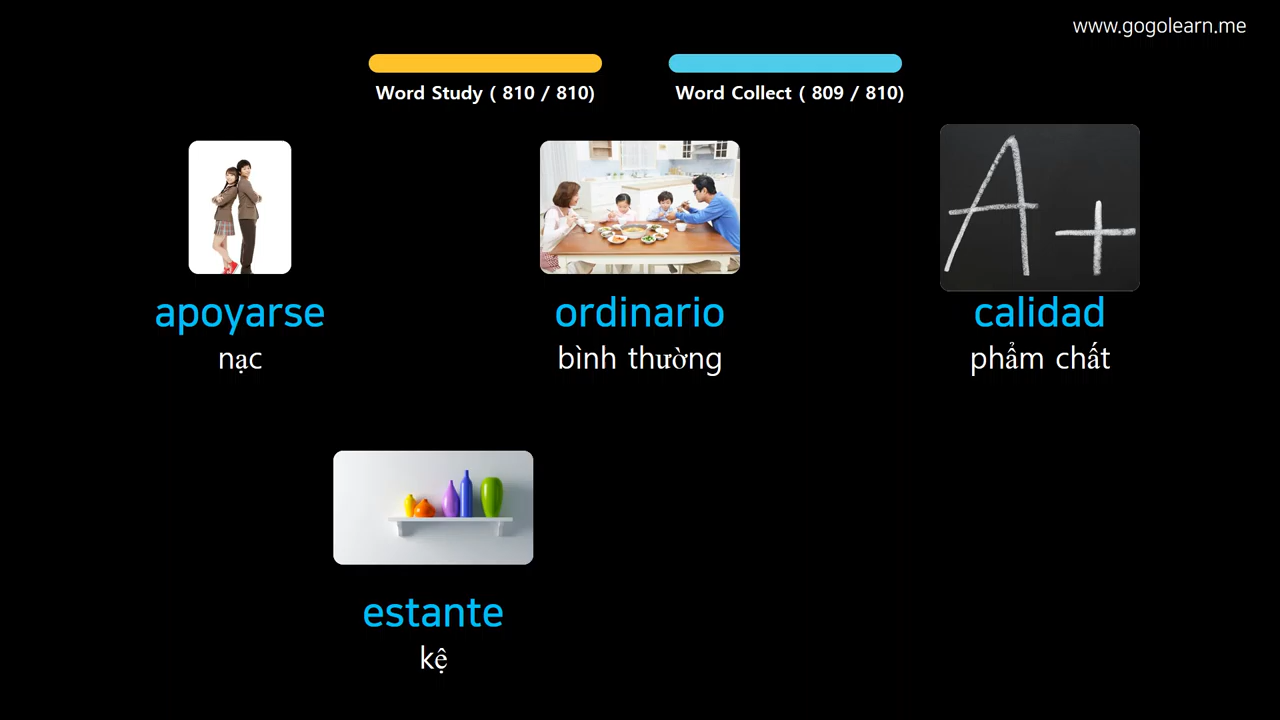 www.gogolearn.me
Word Study ( 810 / 810)
Word Collect ( 809 / 810)
A+
apoyarse
ordinario
calidad
nạc
bình thường
phẩm chất
estante
kệ